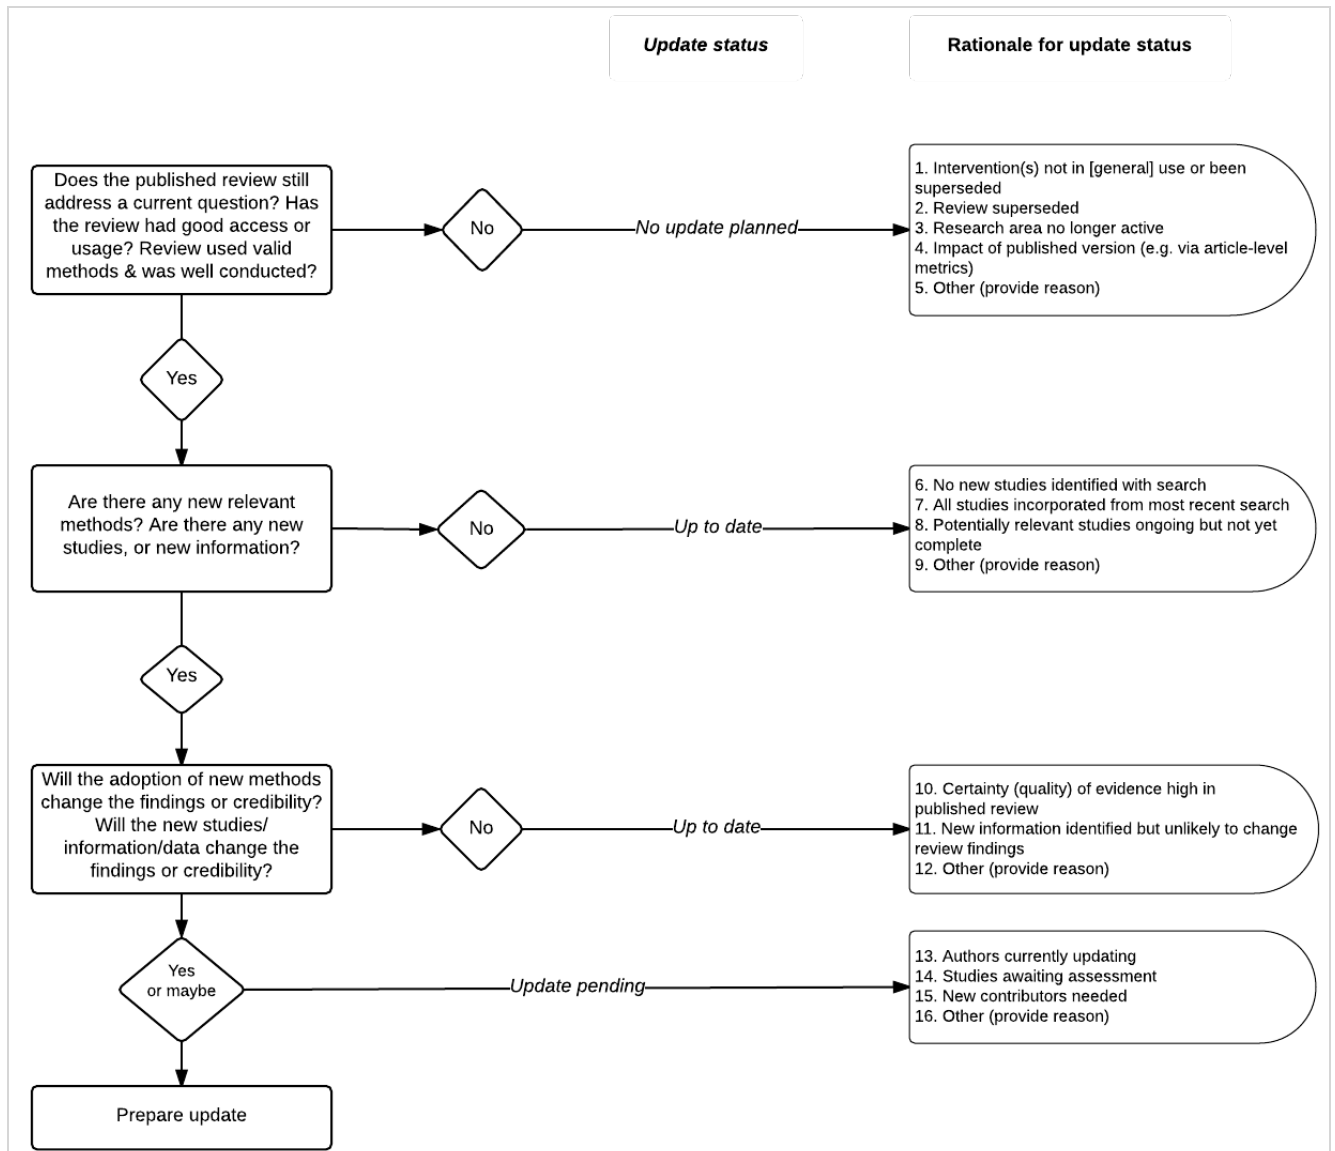 Update status
Rationale for update status
Does the published review still
address a current question? Has
the review had good access or
usage? Review used valid
methods & was well conducted?
No
No update planned
1. Intervention(s) not in [general] use or been
superseded
2. Review superseded
3. Research area no longer active
4. Impact of published version (e.g. via article-level
metrics)
5. Other (provide reason)
Yes
Are there any new relevant
methods? Are there any new
studies, or new information?
No
Up to date
6. No new studies identified with search
7. All studies incorporated from most recent search
8. Potentially relevant studies ongoing but not yet
complete
9. Other (provide reason)
Yes
Will the adoption of new methods
change the findings or credibility?
Will the new studies/
information/data change the
findings or credibility?
No
Up to date
10. Certainty (quality) of evidence high in
published review
11. New information identified but unlikely to change
review findings
12. Other (provide reason)
Yes
or maybe
Update pending
13. Authors currently updating
14. Studies awaiting assessment
15. New contributors needed
16. Other (provide reason)
Prepare update